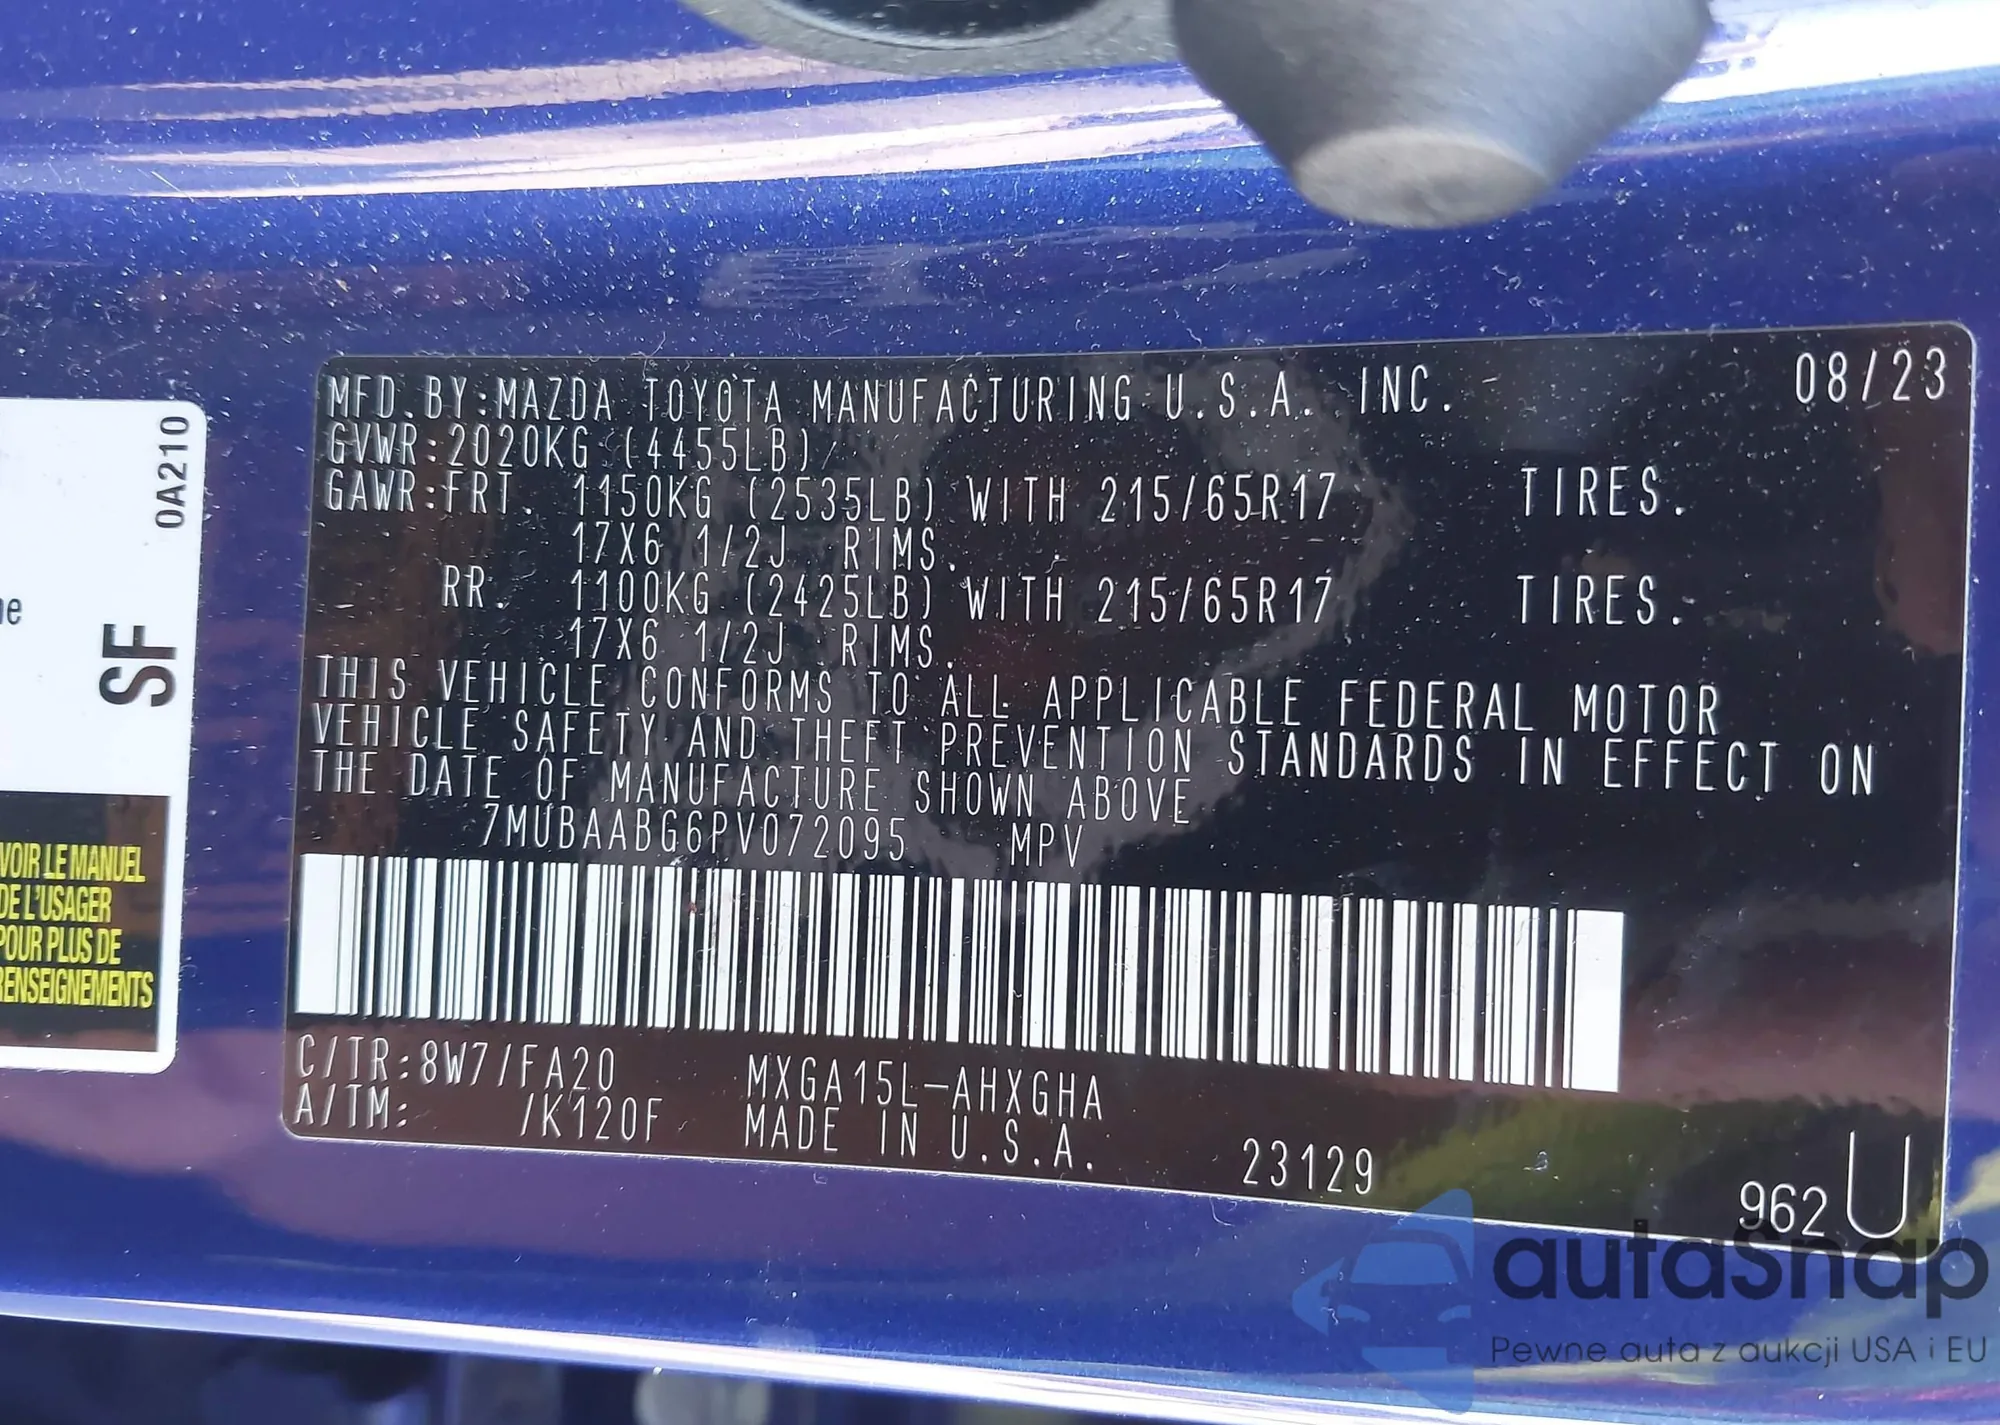 MFD.BY:MAZDA TOYOTA MANUFACTURING U.S.A. INC. 08/23
GVWR:2020KG (4455LB)
GAWR:FRT. 1150KG (2535LB) WITH 215/65R17 TIRES.
17X6 1/2J RIMS.
RR. 1100KG (2425LB) WITH 215/65R17 TIRES.
17X6 1/2J RIMS.
THIS VEHICLE CONFORMS TO ALL APPLICABLE FEDERAL MOTOR
VEHICLE SAFETY AND THEFT PREVENTION STANDARDS IN EFFECT ON
THE DATE OF MANUFACTURE SHOWN ABOVE
7MUBAABG6PV072095 MPV
C/TR:8W7/FA20 MXGA15L-AHXGHA
A/TM: /K120F MADE IN U.S.A. 23129 962 U
0A210
SF
VOIR LE MANUEL
DE L'USAGER
POUR PLUS DE
RENSEIGNEMENTS
autaSnap
Pewne auta z aukcji USA i EU